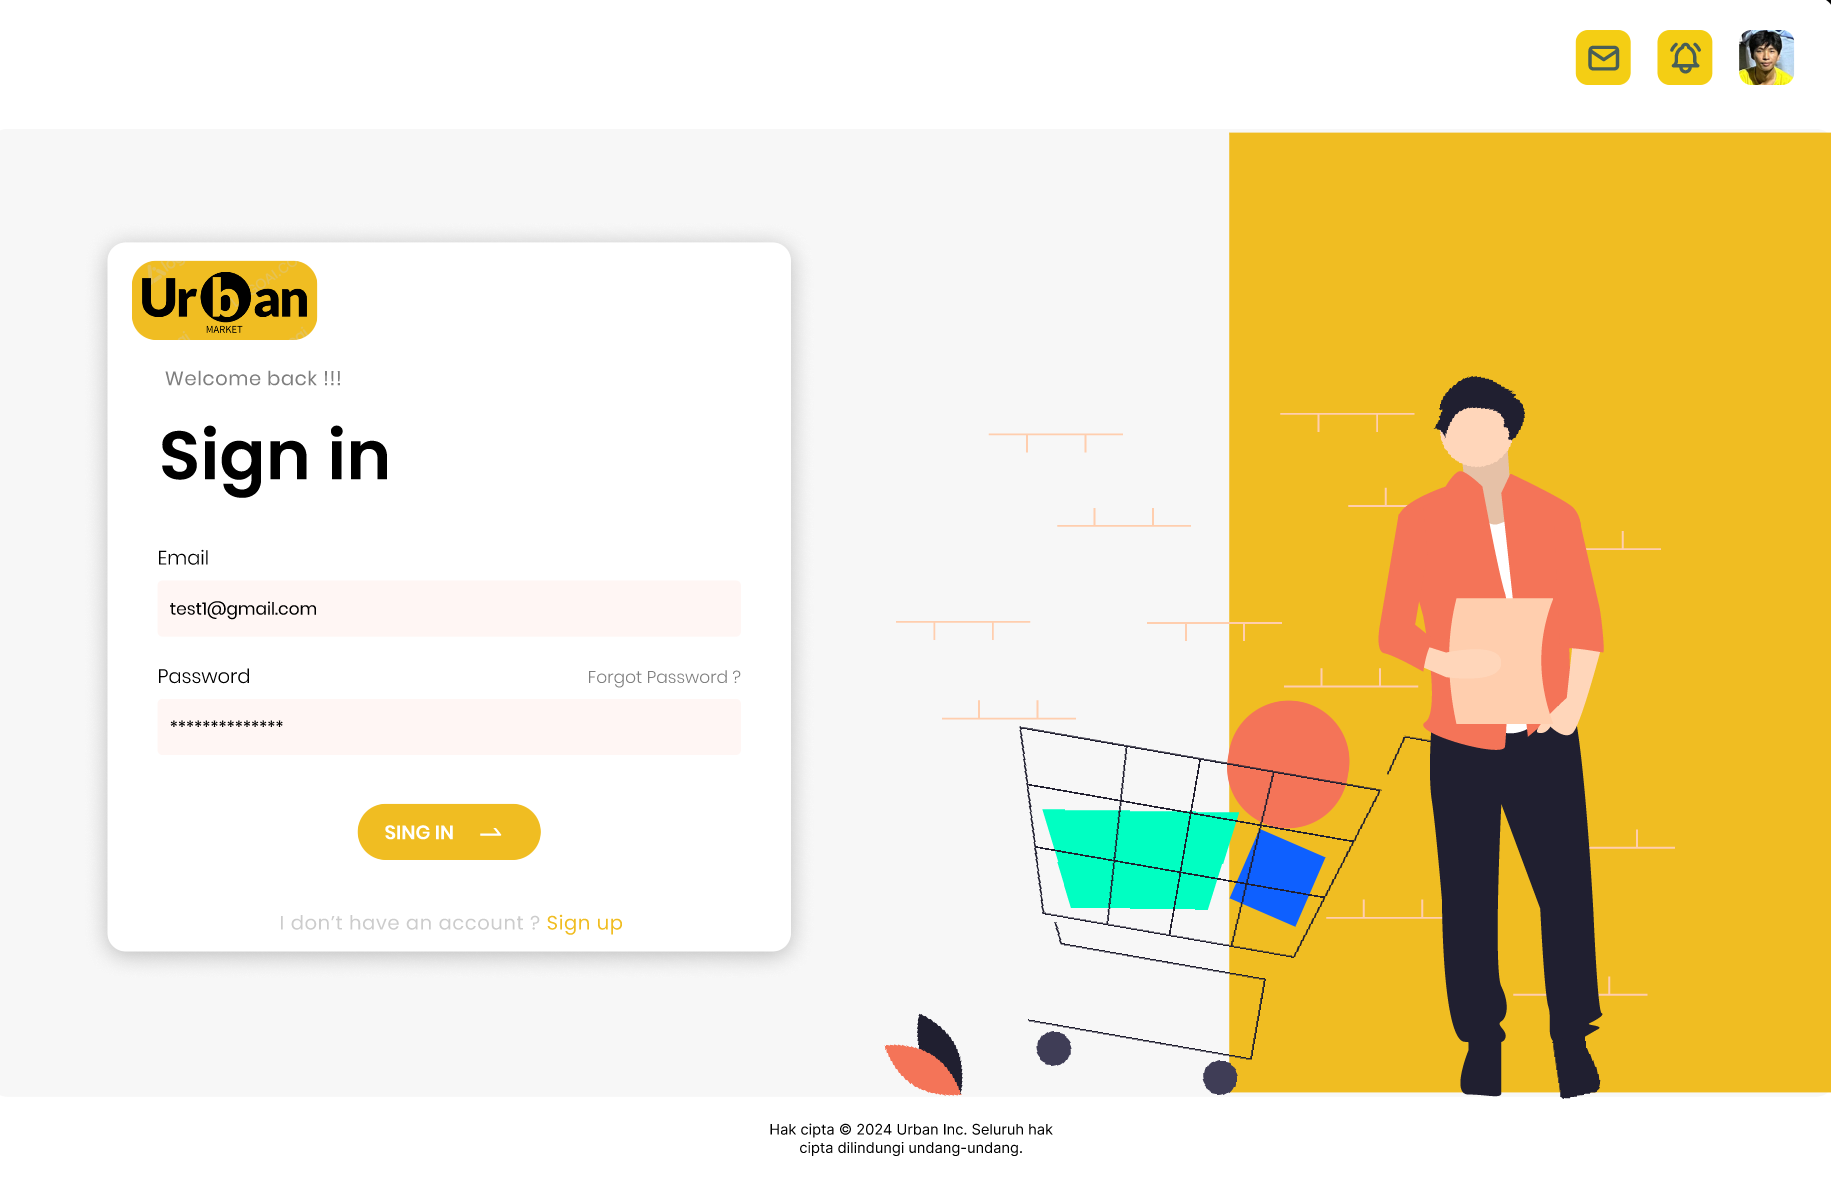 Urban
MARKET
Welcome back !!!
Sign in
Email
test1@gmail.com
Password
Forgot Password ?
**************
SING IN
I don’t have an account ? Sign up
Hak cipta © 2024 Urban Inc. Seluruh hak
cipta dilindungi undang-undang.